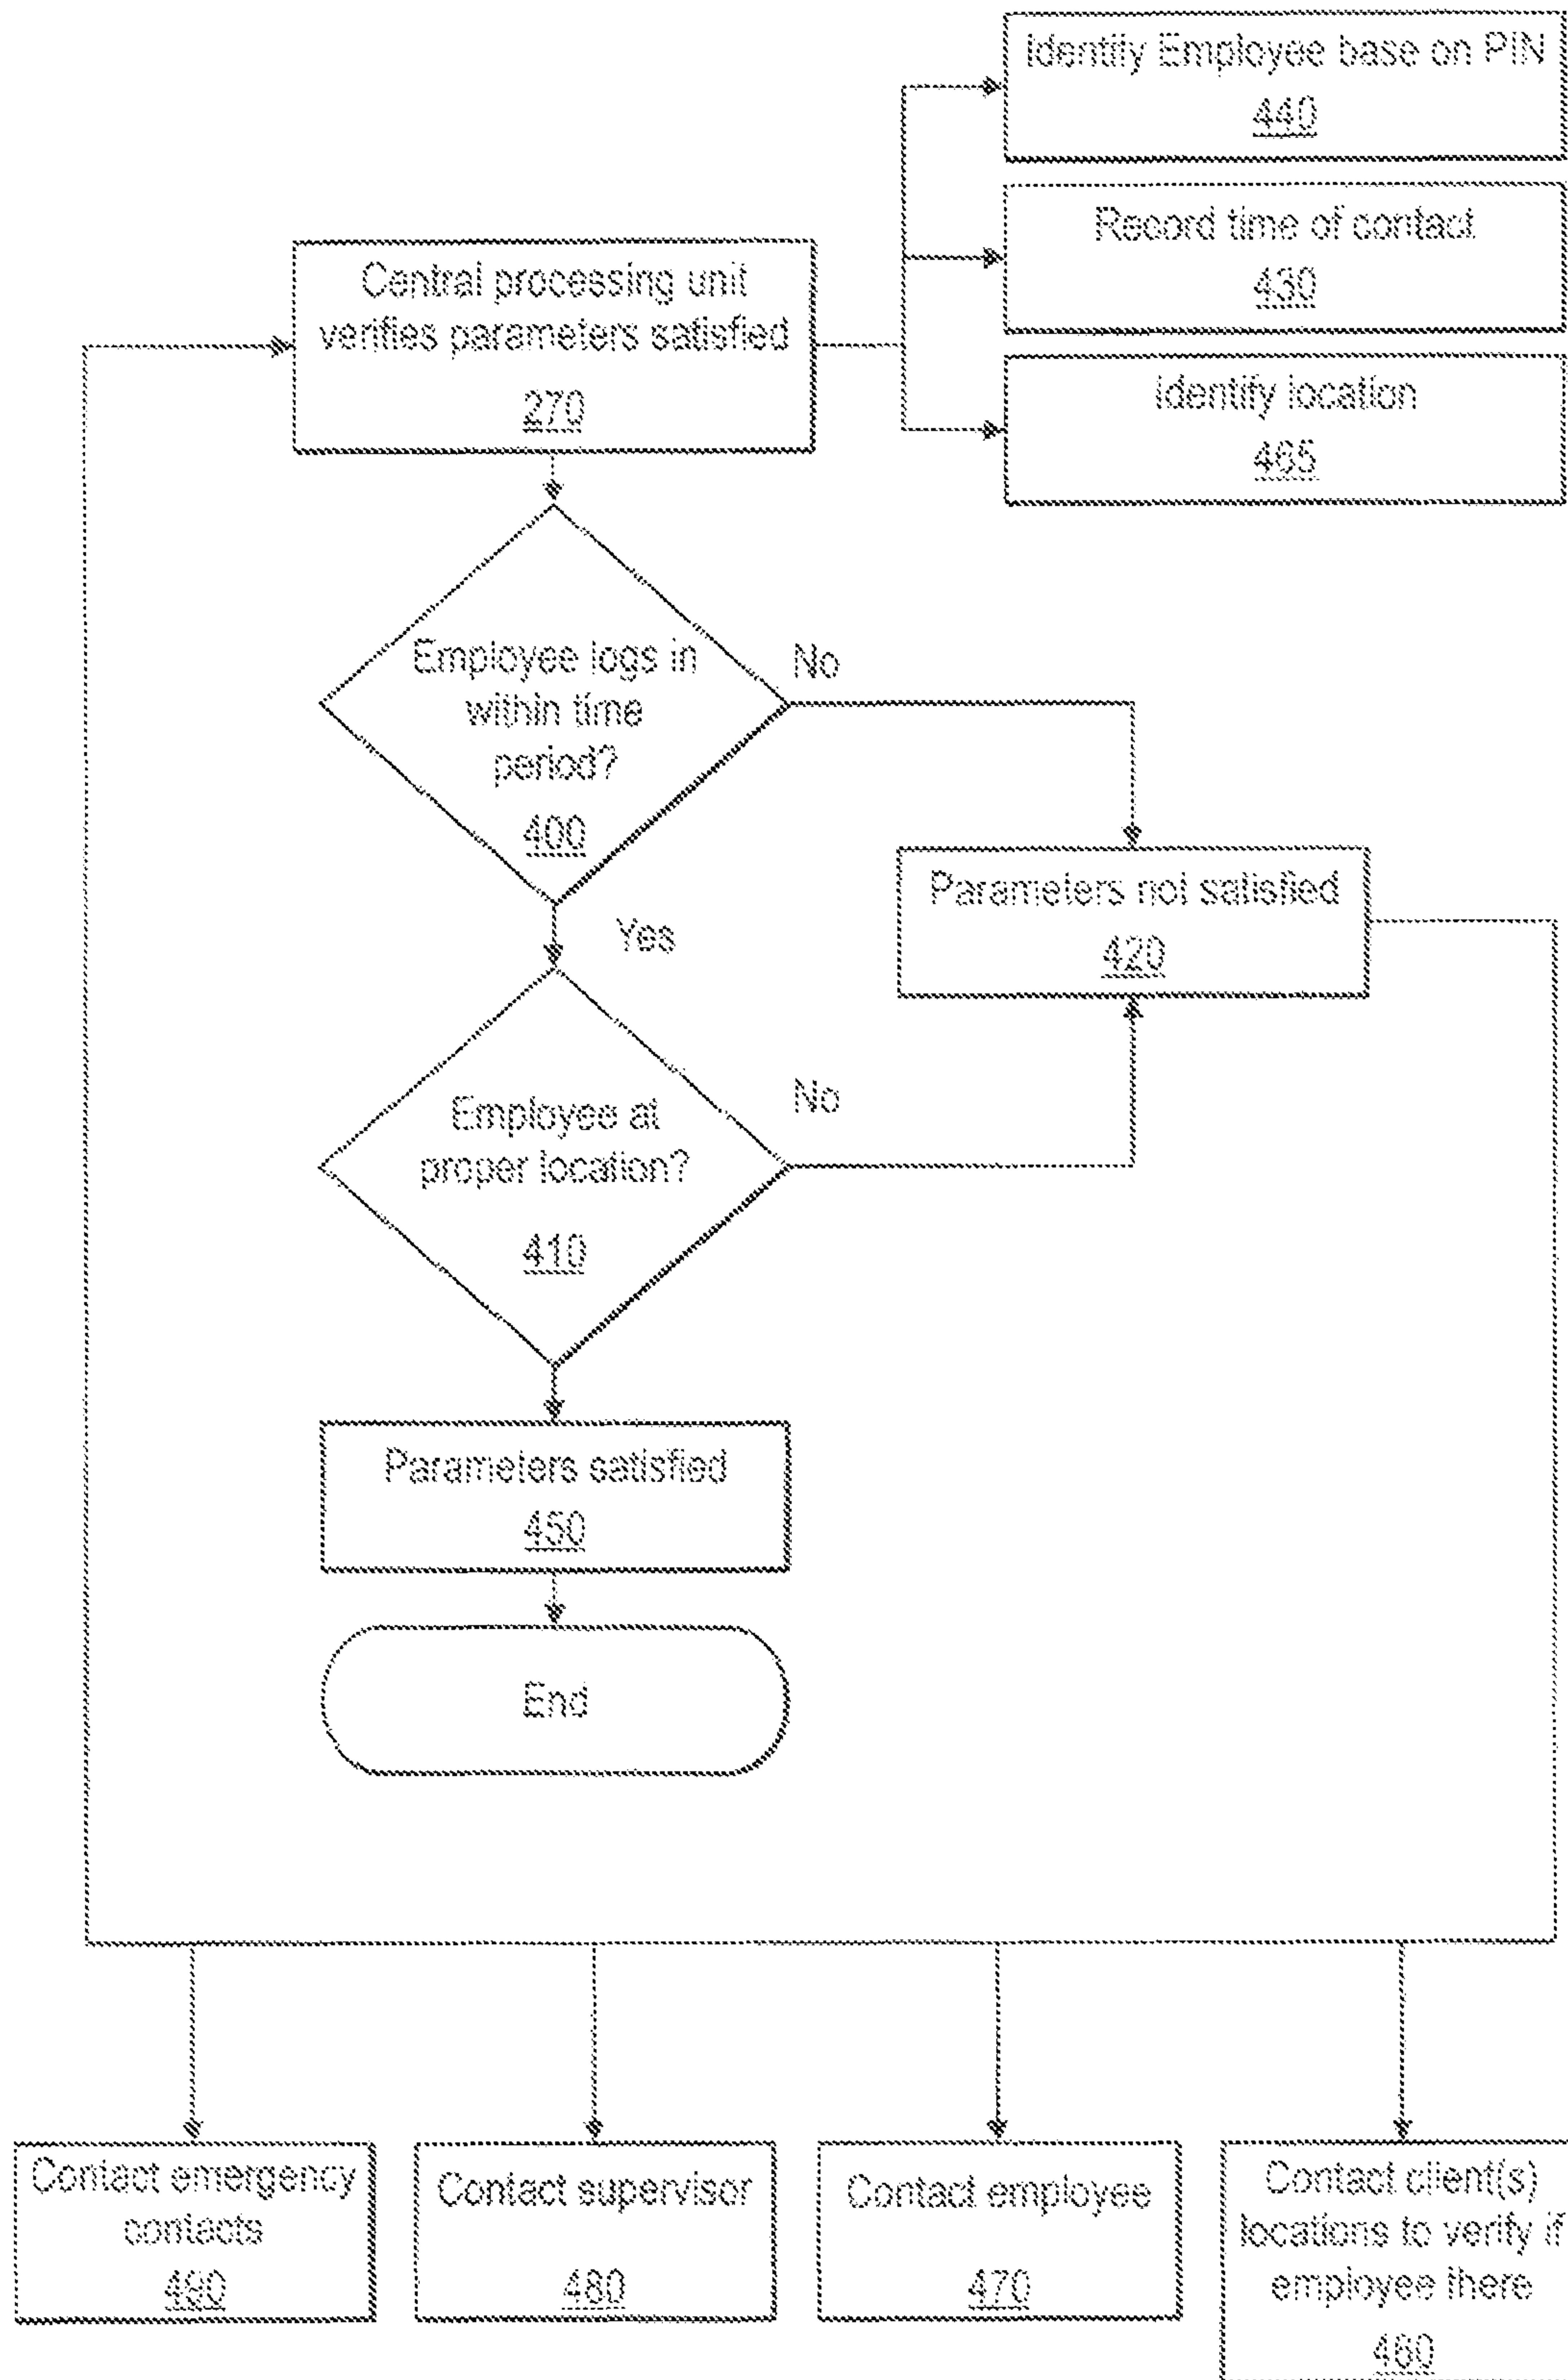 Identify Employee base on PIN
440
Record time of contact
430
Central processing unit
verifies parameters satisfied
270
Identify location
465
Employee logs in
within time
period?
400
No
Yes
Parameters not satisfied
420
Employee at
proper location?
410
No
Parameters satisfied
450
End
Contact emergency
contacts
490
Contact supervisor
480
Contact employee
470
Contact client(s)
locations to verify if
employee there
460